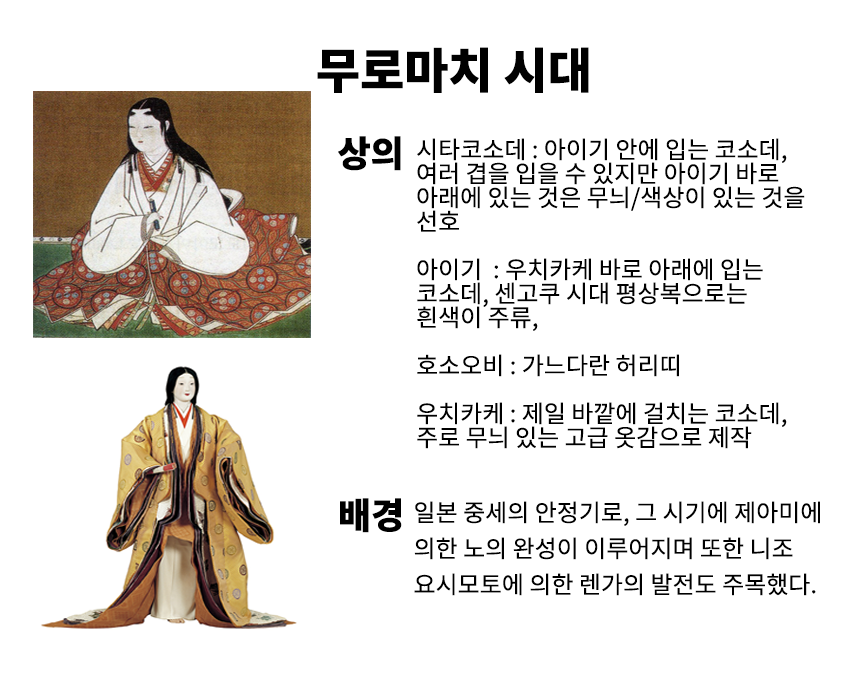 무로마치 시대
상의
시타코소데 : 아이기 안에 입는 코소데,
여러 겹을 입을 수 있지만 아이기 바로
아래에 있는 것은 무늬/색상이 있는 것을
선호
아이기  : 우치카케 바로 아래에 입는
코소데, 센고쿠 시대 평상복으로는
흰색이 주류,
호소오비 : 가느다란 허리띠
우치카케 : 제일 바깥에 걸치는 코소데,
주로 무늬 있는 고급 옷감으로 제작
배경
일본 중세의 안정기로, 그 시기에 제아미에
의한 노의 완성이 이루어지며 또한 니조
요시모토에 의한 렌가의 발전도 주목했다.